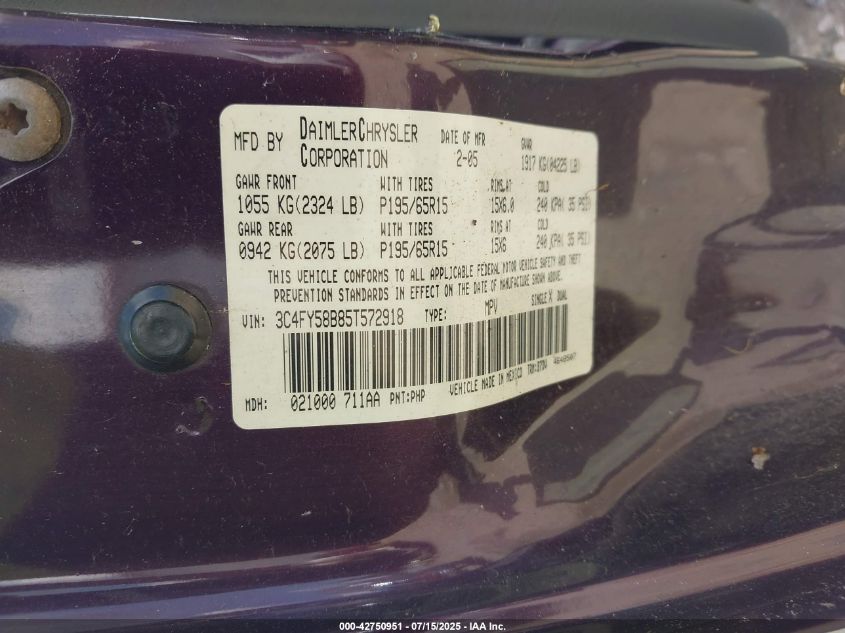 MFD BY DAIMLERCHRYSLER CORPORATION DATE OF MFR 2-05 GVWR 1917 KG(04225 LB)
GAWR FRONT WITH TIRES RIMS AT COLD
1055 KG(2324 LB) P195/65R15 15X6.0 240 KPA( 35 PSI)
GAWR REAR WITH TIRES RIMS AT COLD
0942 KG(2075 LB) P195/65R15 15X6 240 KPA( 35 PSI)
THIS VEHICLE CONFORMS TO ALL APPLICABLE FEDERAL MOTOR VEHICLE SAFETY AND THEFT
PREVENTION STANDARDS IN EFFECT ON THE DATE OF MANUFACTURE SHOWN ABOVE.
VIN: 3C4FY58B85T572918 TYPE: MPV SINGLE X DUAL
MDH: 021000 711AA PNT:PHP VEHICLE MADE IN MEXICO
000-42750951 - 07/15/2025 - IAA Inc.